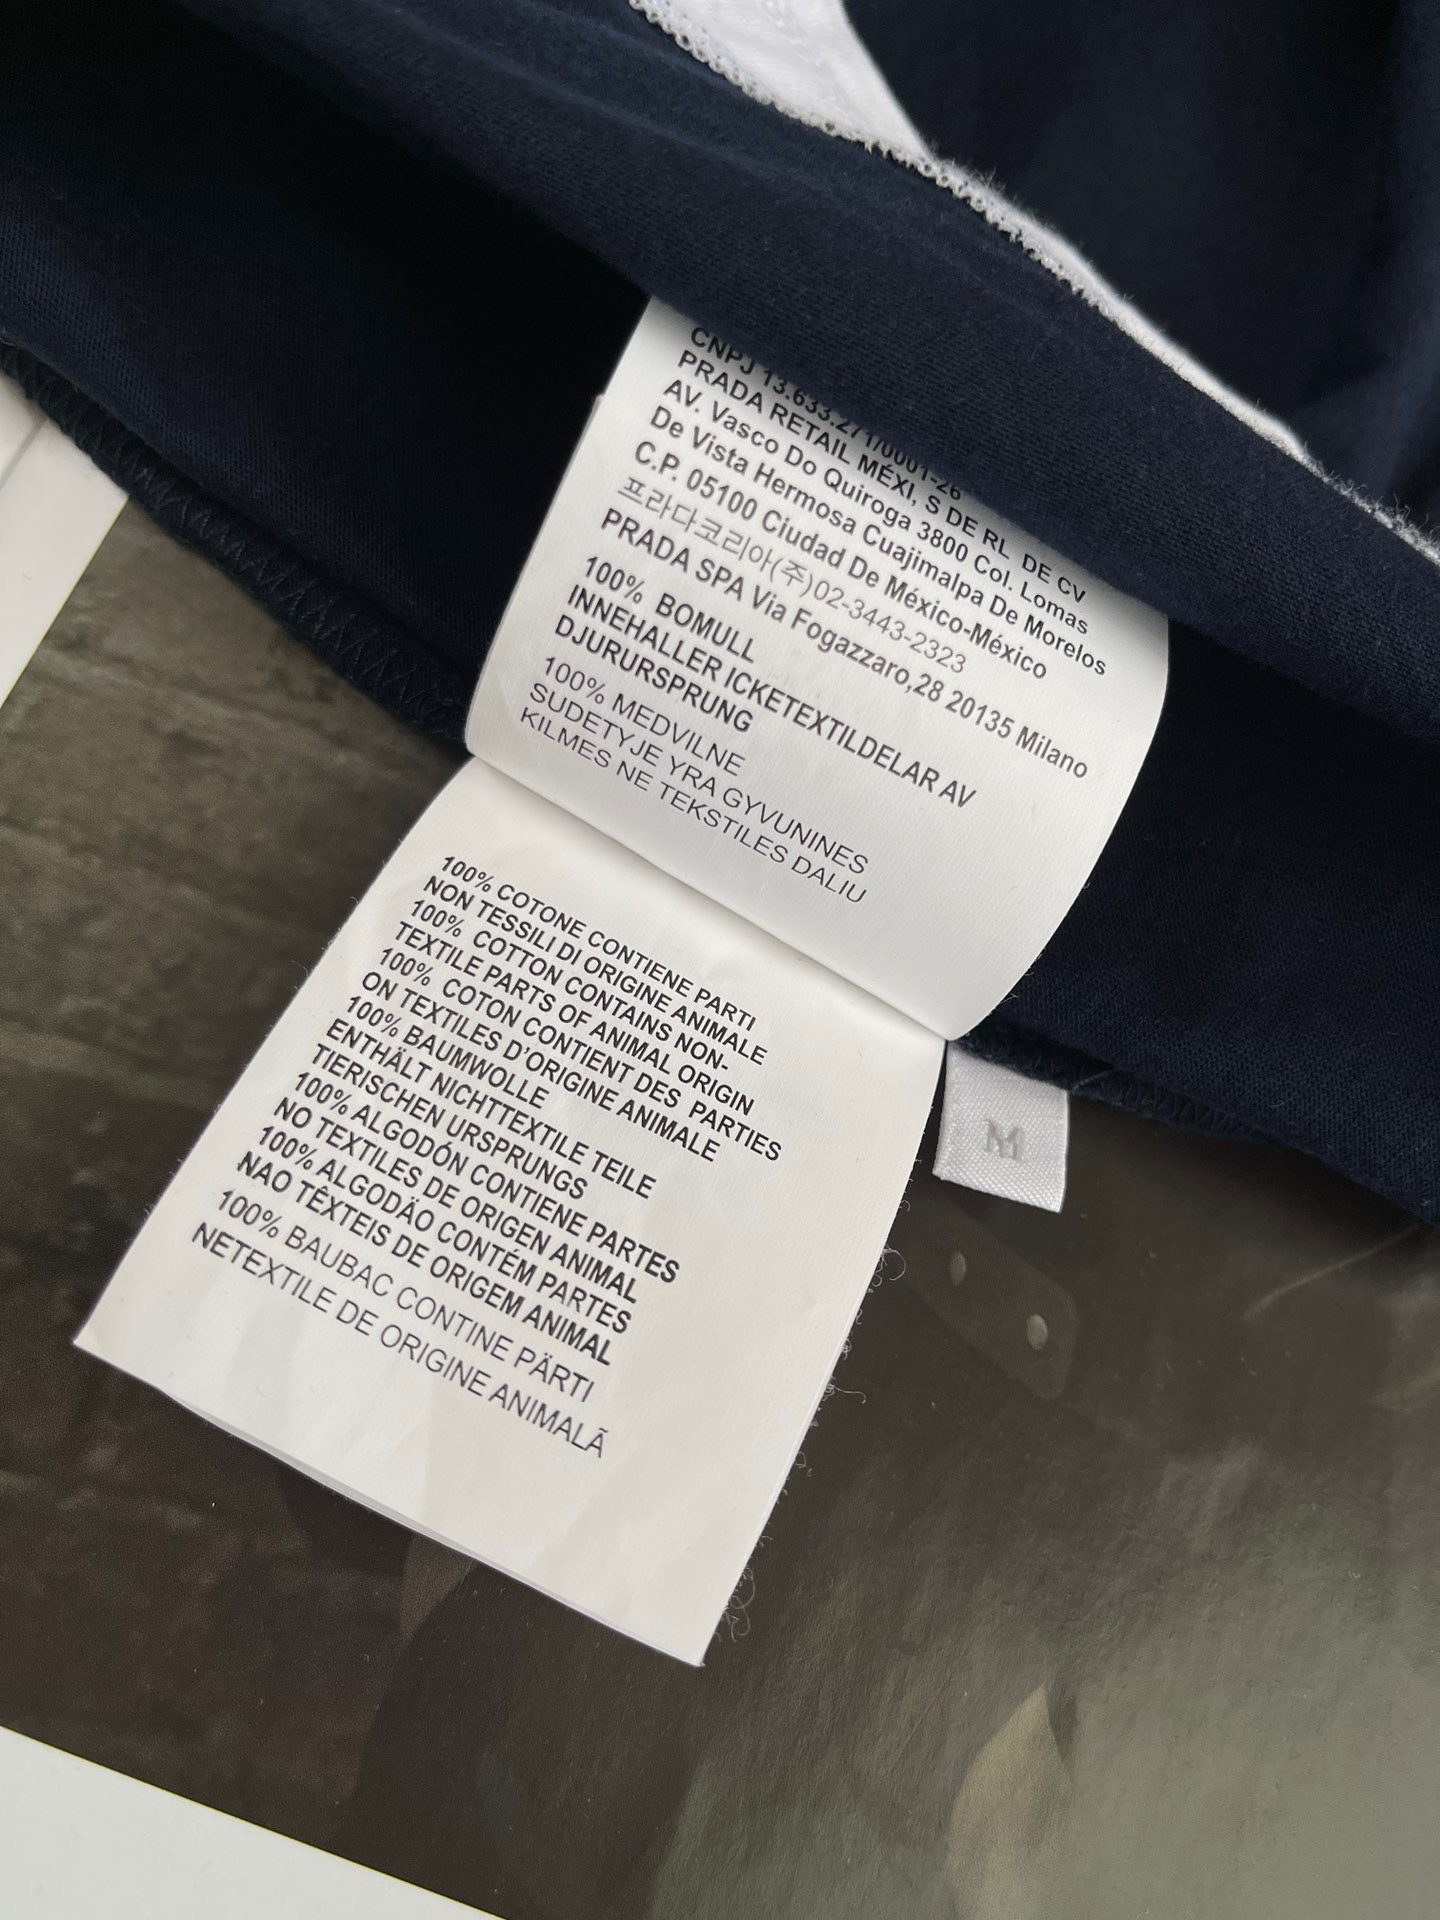 CNPJ 13.633.271/0001-26
PRADA RETAIL MÉXI, S DE RL DE CV
AV. Vasco Do Quiroga 3800 Col. Lomas
De Vista Hermosa Cuajimalpa De Morelos
C.P. 05100 Ciudad De México-México
프라다코리아(주)02-3443-2323
PRADA SPA Via Fogazzaro,28 20135 Milano
100% BOMULL
INNEHALLER ICKETEXTILDELAR AV
DJURURSPRUNG
100% MEDVILNE
SUDETYJE YRA GYVUNINES
KILMES NE TEKSTILES DALIU
100% COTONE CONTIENE PARTI
NON TESSILI DI ORIGINE ANIMALE
100% COTTON CONTAINS NON-
TEXTILE PARTS OF ANIMAL ORIGIN
100% COTON CONTIENT DES PARTIES
ON TEXTILES D'ORIGINE ANIMALE
100% BAUMWOLLE
ENTHÄLT NICHTTEXTILE TEILE
TIERISCHEN URSPRUNGS
100% ALGODÓN CONTIENE PARTES
NO TEXTILES DE ORIGEN ANIMAL
100% ALGODÄO CONTÉM PARTES
NAO TÊXTEIS DE ORIGEM ANIMAL
100% BAUBAC CONTINE PÄRTI
NETEXTILE DE ORIGINE ANIMALÃ
M